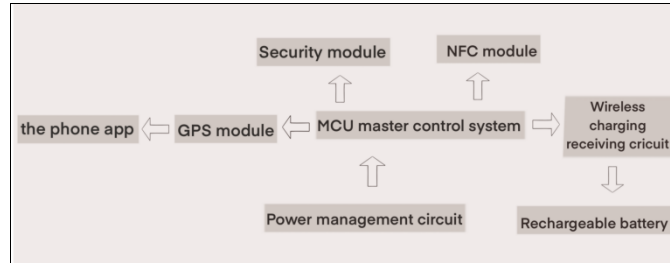 Security module
NFC module
the phone app
GPS module
MCU master control system
Wireless
charging
receiving cricuit
Power management circuit
Rechargeable battery